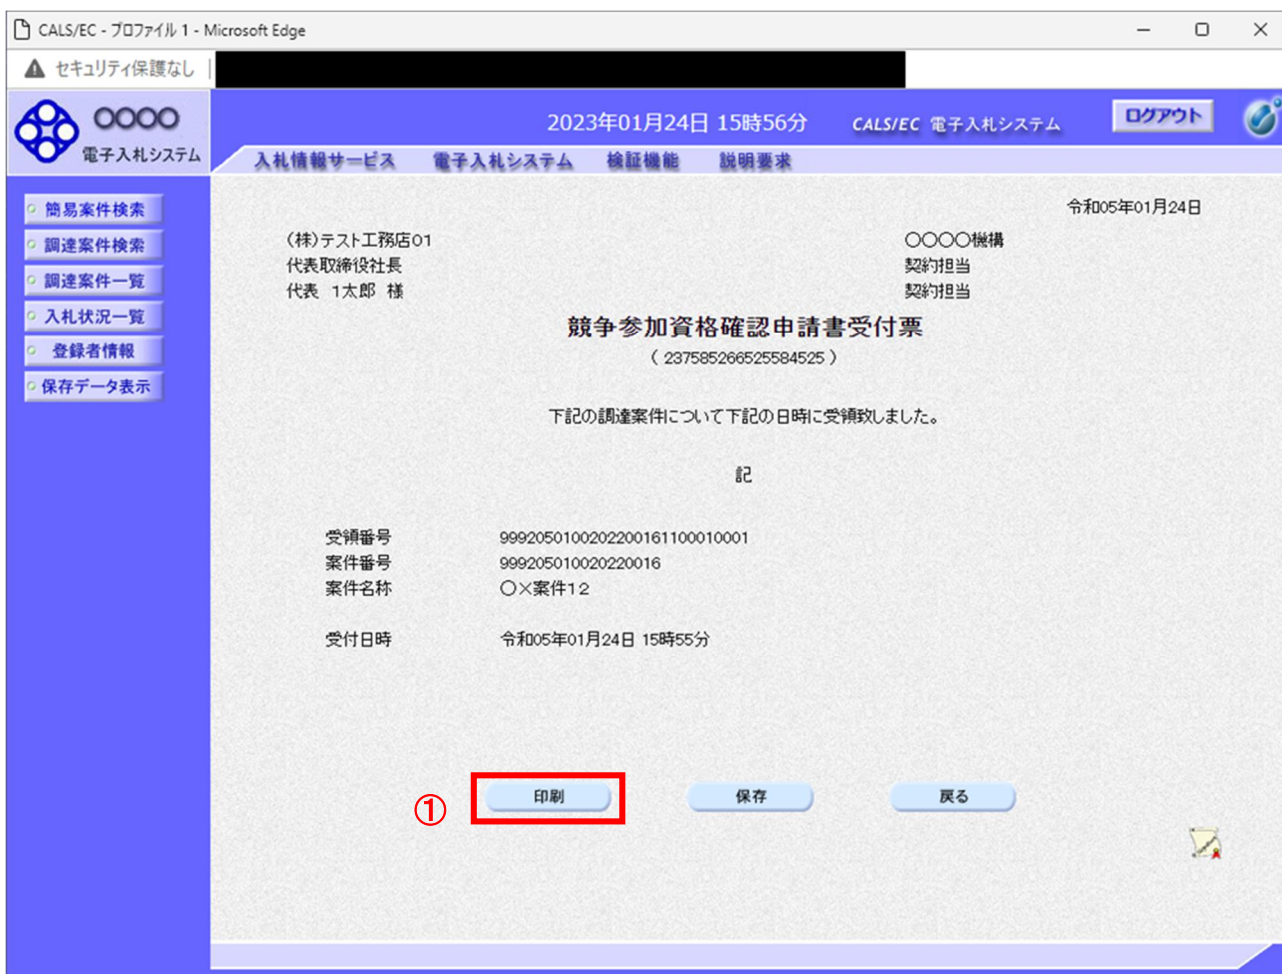 CALS/EC - プロファイル 1 - Microsoft Edge
セキュリティ保護なし
〇〇〇〇
電子入札システム
2023年01月24日 15時56分
CALS/EC 電子入札システム
ログアウト
入札情報サービス 電子入札システム 検証機能 説明要求
簡易案件検索
調達案件検索
調達案件一覧
入札状況一覧
登録者情報
保存データ表示
令和05年01月24日
(株)テスト工務店01
代表取締役社長
代表 1太郎 様
〇〇〇〇機構
契約担当
契約担当
競争参加資格確認申請書受付票
( 237585266525584525 )
下記の調達案件について下記の日時に受領致しました。
記
受領番号 99920501002022001611000 10001
案件番号 999205010020220016
案件名称 〇×案件12
受付日時 令和05年01月24日 15時55分
①
印刷 保存 戻る